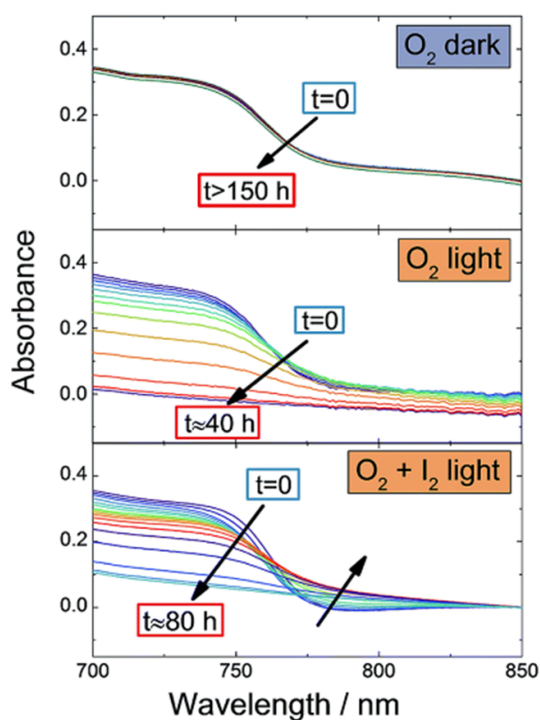 Absorbance
0.4
0.2
0.0
O₂ dark
t=0
t>150 h
0.4
0.2
0.0
O₂ light
t=0
t≈40 h
0.4
0.2
0.0
O₂ + I₂ light
t=0
t≈80 h
700 750 800 850
Wavelength / nm